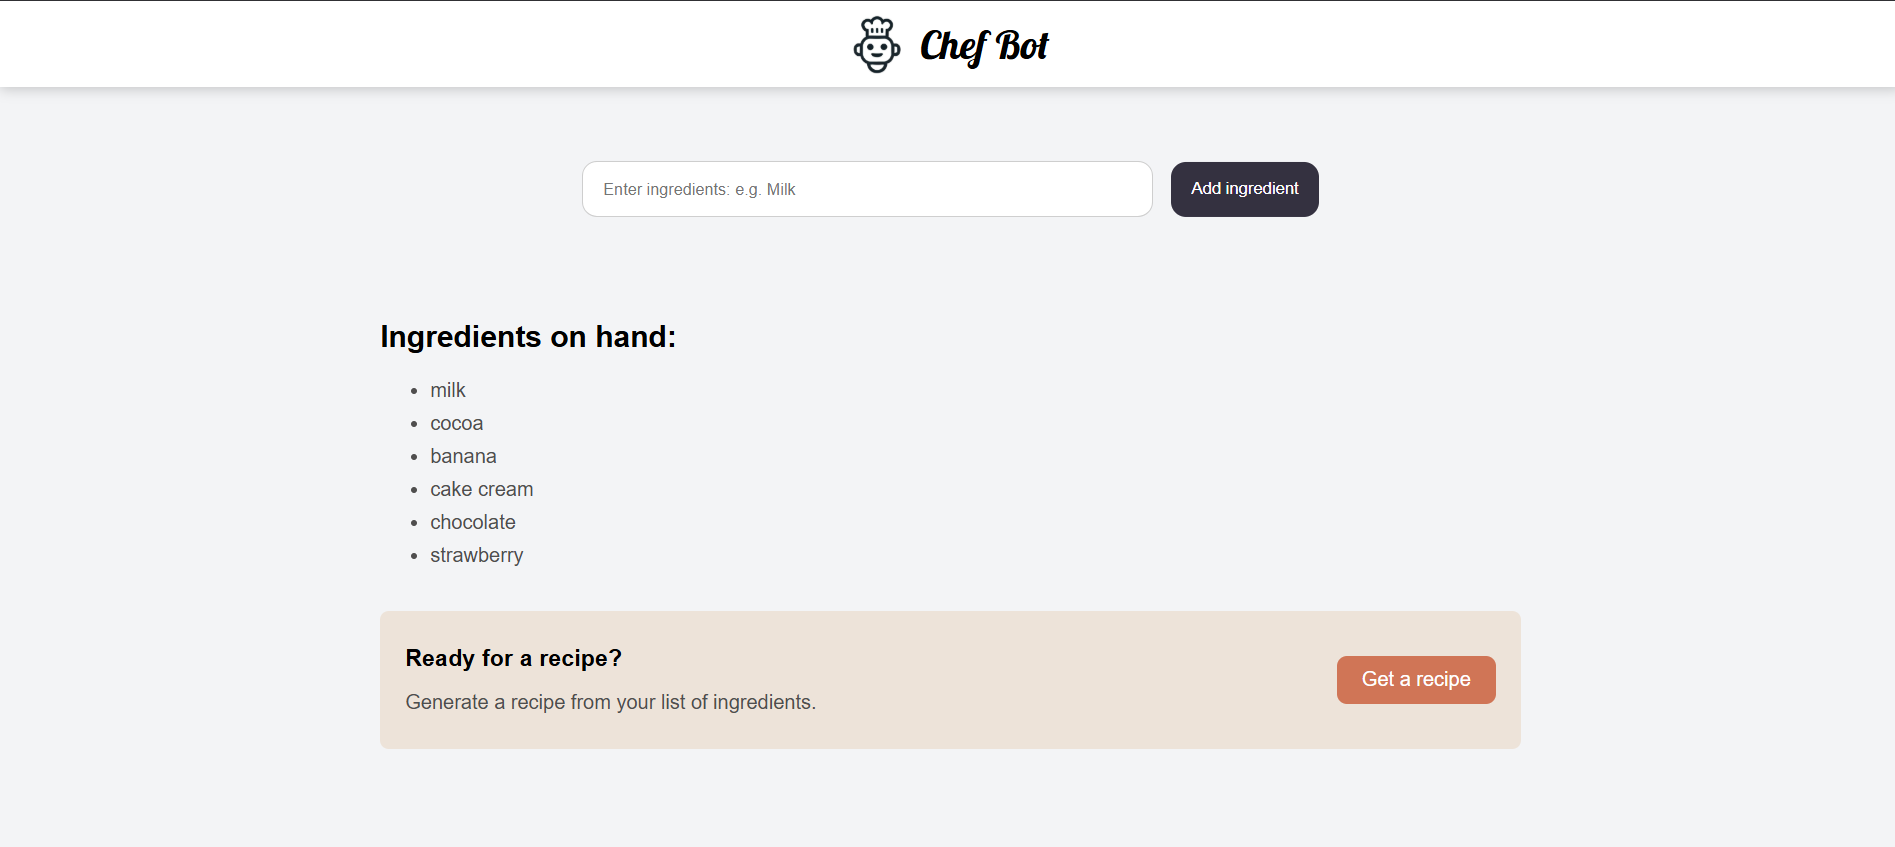 Chef Bot
Enter ingredients: e.g. Milk
Add ingredient
Ingredients on hand:
milk
cocoa
banana
cake cream
chocolate
strawberry
Ready for a recipe?
Generate a recipe from your list of ingredients.
Get a recipe